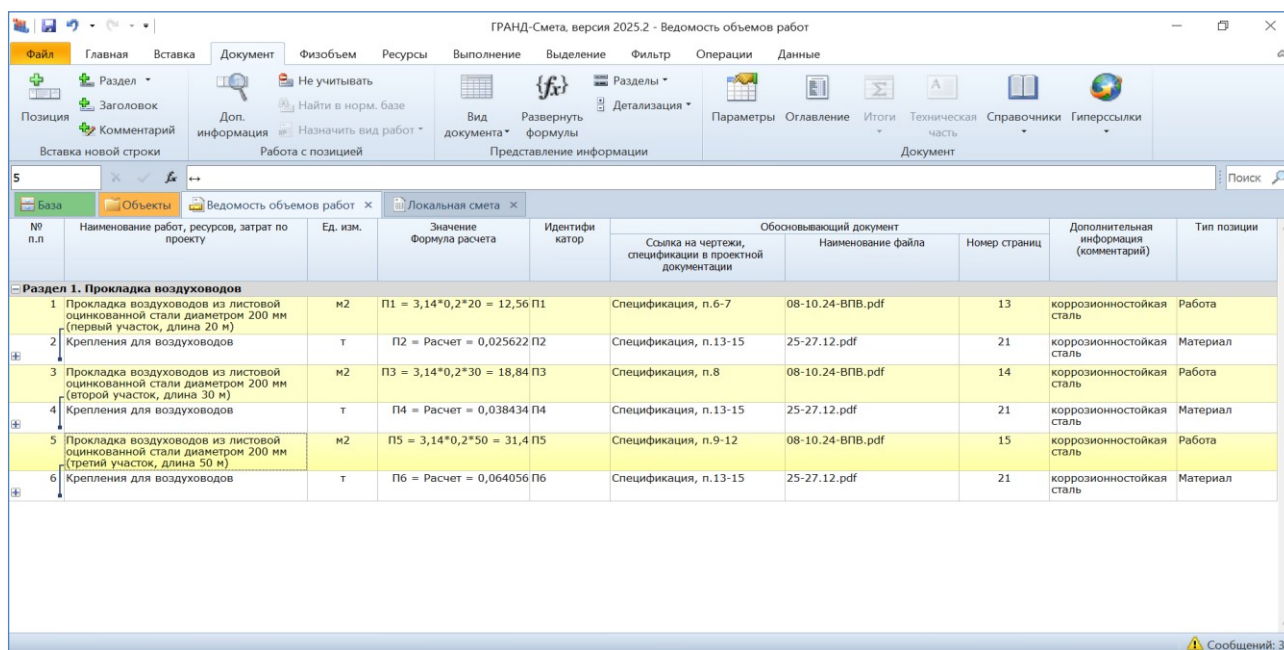 ГРАНД-Смета, версия 2025.2 - Ведомость объемов работ
Файл Главная Вставка Документ Физобъем Ресурсы Выполнение Выделение Фильтр Операции Данные
Позиция
Раздел
Заголовок
Комментарий
Вставка новой строки
Доп.
информация
Не учитывать
Найти в норм. базе
Назначить вид работ
Работа с позицией
Вид
документа
Развернуть
формулы
Разделы
Детализация
Представление информации
Параметры
Оглавление
Итоги
Техническая
часть
Справочники
Гиперссылки
Документ
5 fx ↔ Поиск
База Объекты Ведомость объемов работ × Локальная смета ×
№
п.п
Наименование работ, ресурсов, затрат по
проекту
Ед. изм.
Значение
Формула расчета
Идентифи
катор
Обосновывающий документ
Ссылка на чертежи,
спецификации в проектной
документации
Наименование файла
Номер страниц
Дополнительная
информация
(комментарий)
Тип позиции
Раздел 1. Прокладка воздуховодов
1 Прокладка воздуховодов из листовой м2 П1 = 3,14*0,2*20 = 12,56 П1 Спецификация, п.6-7 08-10.24-ВПВ.pdf 13 коррозионностойкая Работа
оцинкованной стали диаметром 200 мм сталь
(первый участок, длина 20 м)
2 Крепления для воздуховодов т П2 = Расчет = 0,025622 П2 Спецификация, п.13-15 25-27.12.pdf 21 коррозионностойкая Материал
сталь
3 Прокладка воздуховодов из листовой м2 П3 = 3,14*0,2*30 = 18,84 П3 Спецификация, п.8 08-10.24-ВПВ.pdf 14 коррозионностойкая Работа
оцинкованной стали диаметром 200 мм сталь
(второй участок, длина 30 м)
4 Крепления для воздуховодов т П4 = Расчет = 0,038434 П4 Спецификация, п.13-15 25-27.12.pdf 21 коррозионностойкая Материал
сталь
5 Прокладка воздуховодов из листовой м2 П5 = 3,14*0,2*50 = 31,4 П5 Спецификация, п.9-12 08-10.24-ВПВ.pdf 15 коррозионностойкая Работа
оцинкованной стали диаметром 200 мм сталь
(третий участок, длина 50 м)
6 Крепления для воздуховодов т П6 = Расчет = 0,064056 П6 Спецификация, п.13-15 25-27.12.pdf 21 коррозионностойкая Материал
сталь
Сообщений: 3